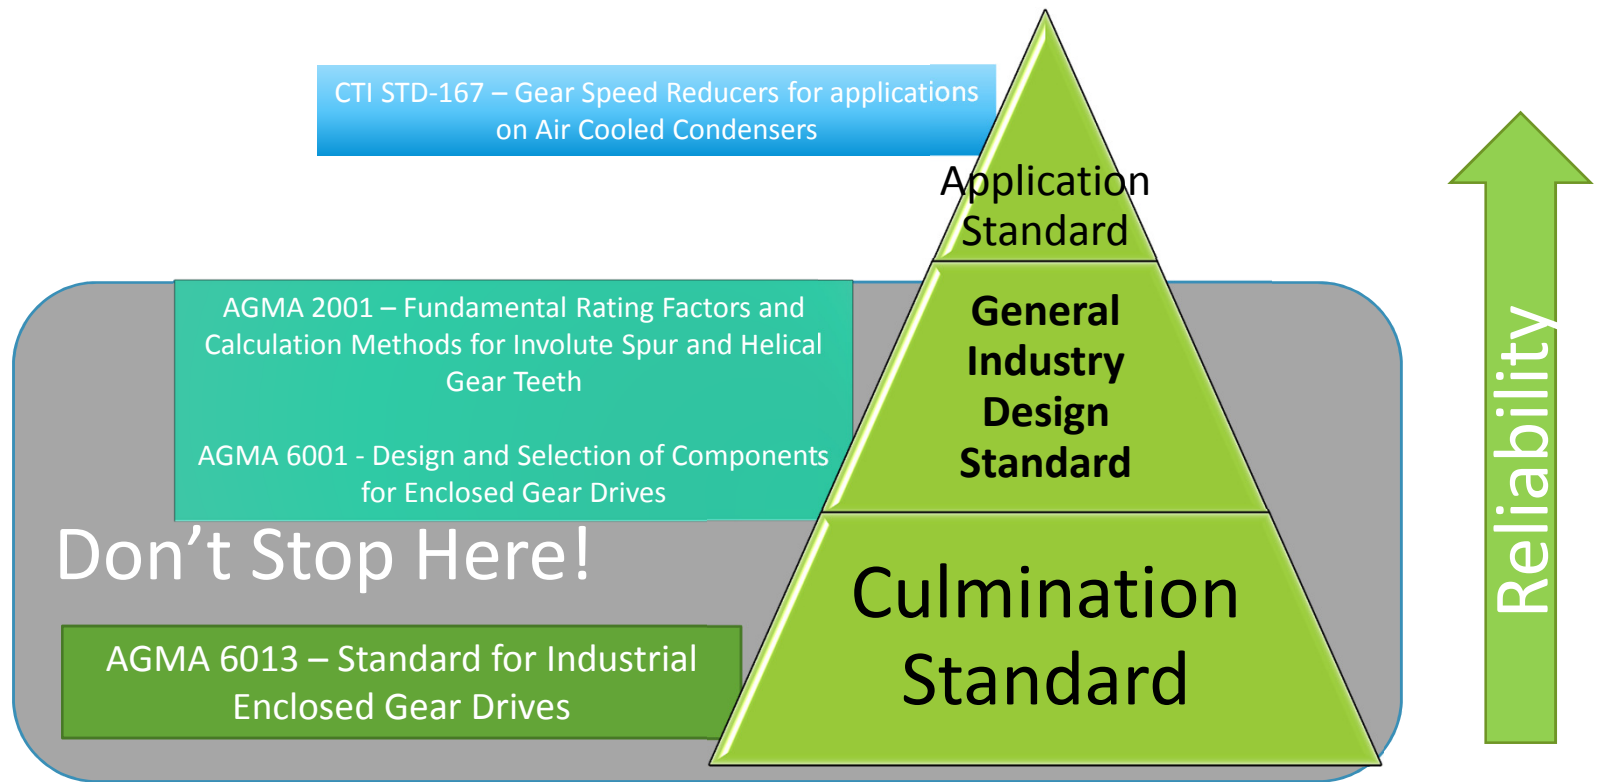 CTI STD-167 – Gear Speed Reducers for applications
on Air Cooled Condensers
Application
Standard
AGMA 2001 – Fundamental Rating Factors and
Calculation Methods for Involute Spur and Helical
Gear Teeth
AGMA 6001 - Design and Selection of Components
for Enclosed Gear Drives
General
Industry
Design
Standard
Don’t Stop Here!
AGMA 6013 – Standard for Industrial
Enclosed Gear Drives
Culmination
Standard
Reliability